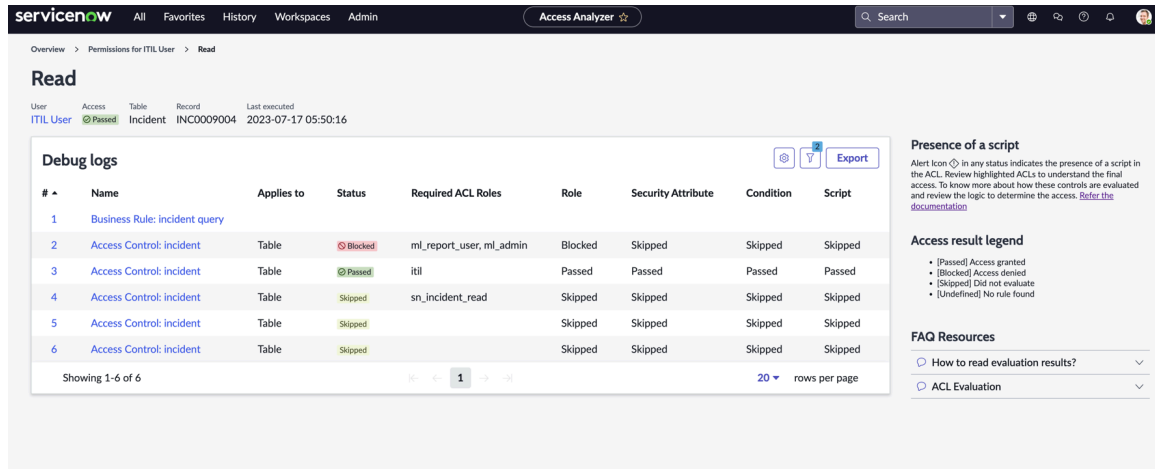 servicenow All Favorites History Workspaces Admin Access Analyzer ☆ Search
Overview > Permissions for ITIL User > Read
Read
User Access Table Record Last executed
ITIL User Passed Incident INC0009004 2023-07-17 05:50:16
Debug logs 2 Export
# Name Applies to Status Required ACL Roles Role Security Attribute Condition Script
1 Business Rule: incident query
2 Access Control: incident Table Blocked ml_report_user, ml_admin Blocked Skipped Skipped Skipped
3 Access Control: incident Table Passed itil Passed Passed Passed Passed
4 Access Control: incident Table Skipped sn_incident_read Skipped Skipped Skipped Skipped
5 Access Control: incident Table Skipped Skipped Skipped Skipped Skipped
6 Access Control: incident Table Skipped Skipped Skipped Skipped Skipped
Showing 1-6 of 6 1 20 rows per page
Presence of a script
Alert Icon in any status indicates the presence of a script in
the ACL. Review highlighted ACLs to understand the final
access. To know more about how these controls are evaluated
and review the logic to determine the access. Refer the
documentation
Access result legend
• [Passed] Access granted
• [Blocked] Access denied
• [Skipped] Did not evaluate
• [Undefined] No rule found
FAQ Resources
How to read evaluation results?
ACL Evaluation